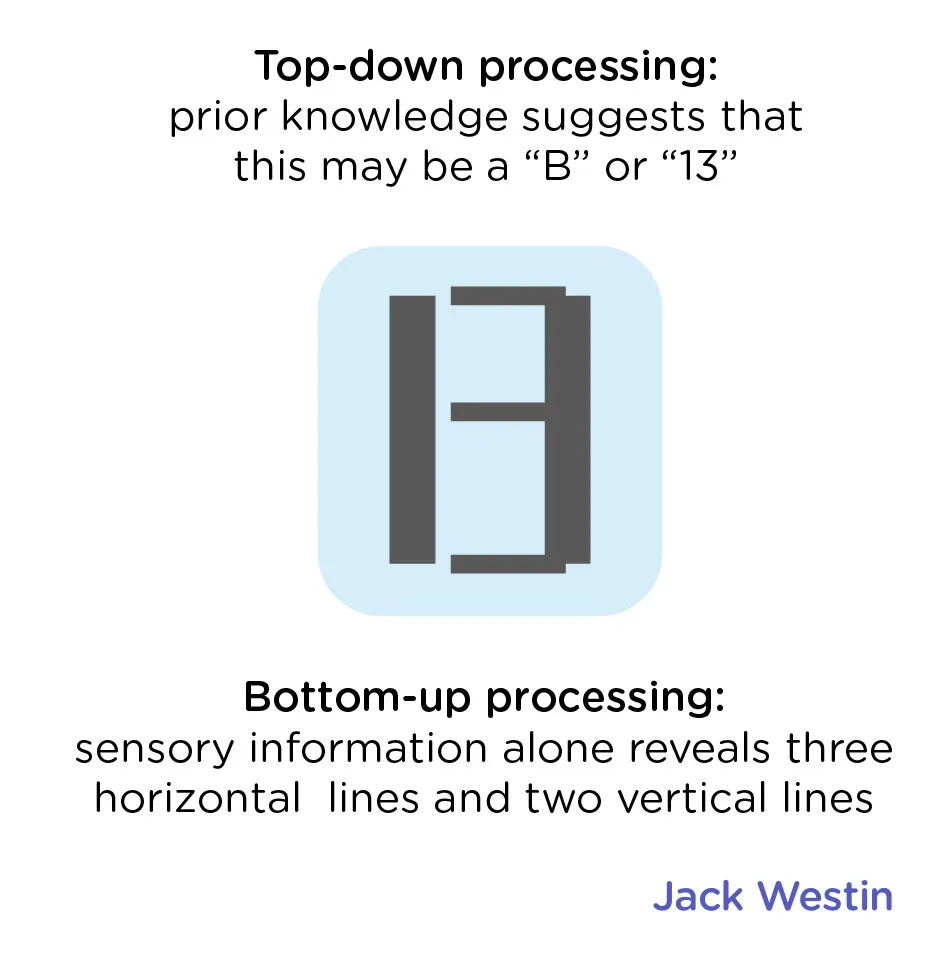 Top-down processing:
prior knowledge suggests that
this may be a “B” or “13”
13
Bottom-up processing:
sensory information alone reveals three
horizontal  lines and two vertical lines
Jack Westin